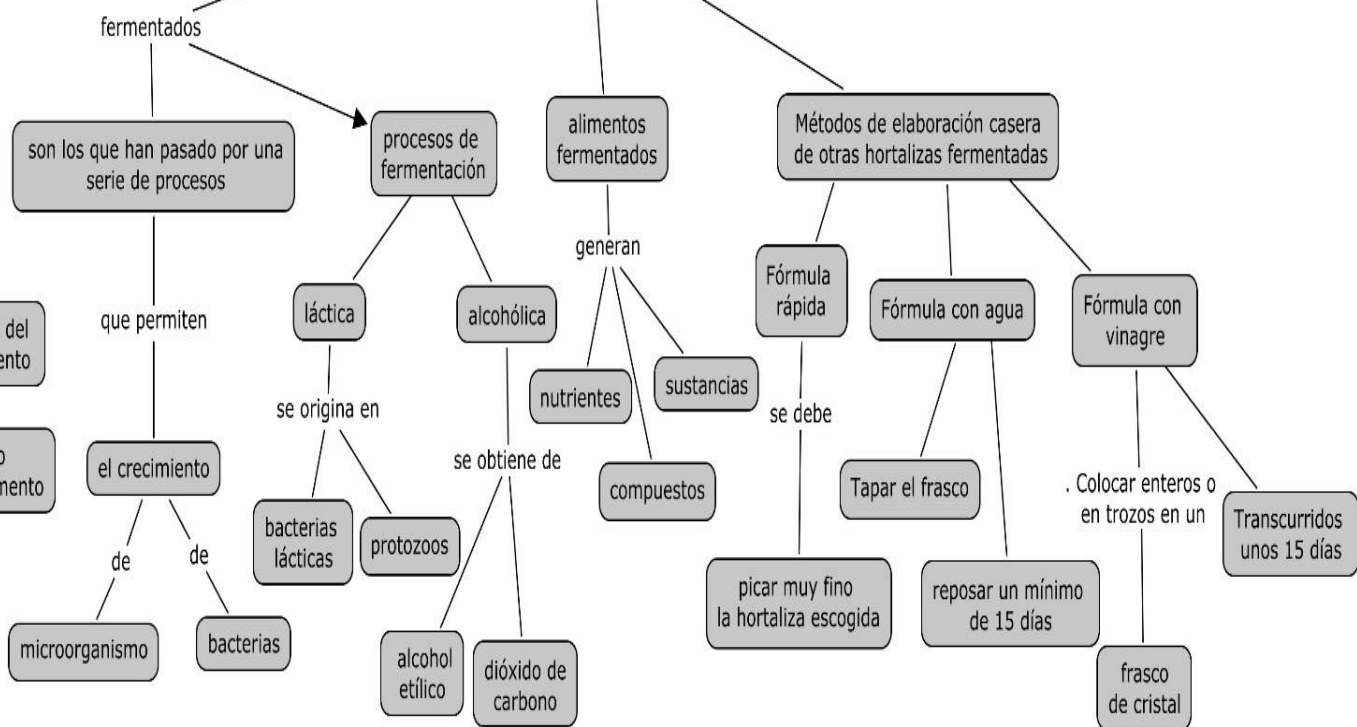 fermentados
son los que han pasado por una
serie de procesos
procesos de
fermentación
alimentos
fermentados
Métodos de elaboración casera
de otras hortalizas fermentadas
que permiten
láctica
alcohólica
generan
Fórmula
rápida
Fórmula con agua
Fórmula con
vinagre
del
se origina en
nutrientes
sustancias
se debe
el crecimiento
se obtiene de
compuestos
Tapar el frasco
. Colocar enteros o
en trozos en un
Transcurridos
unos 15 días
bacterias
lácticas
protozoos
de
de
picar muy fino
la hortaliza escogida
reposar un mínimo
de 15 días
microorganismo
bacterias
alcohol
etílico
dióxido de
carbono
frasco
de cristal